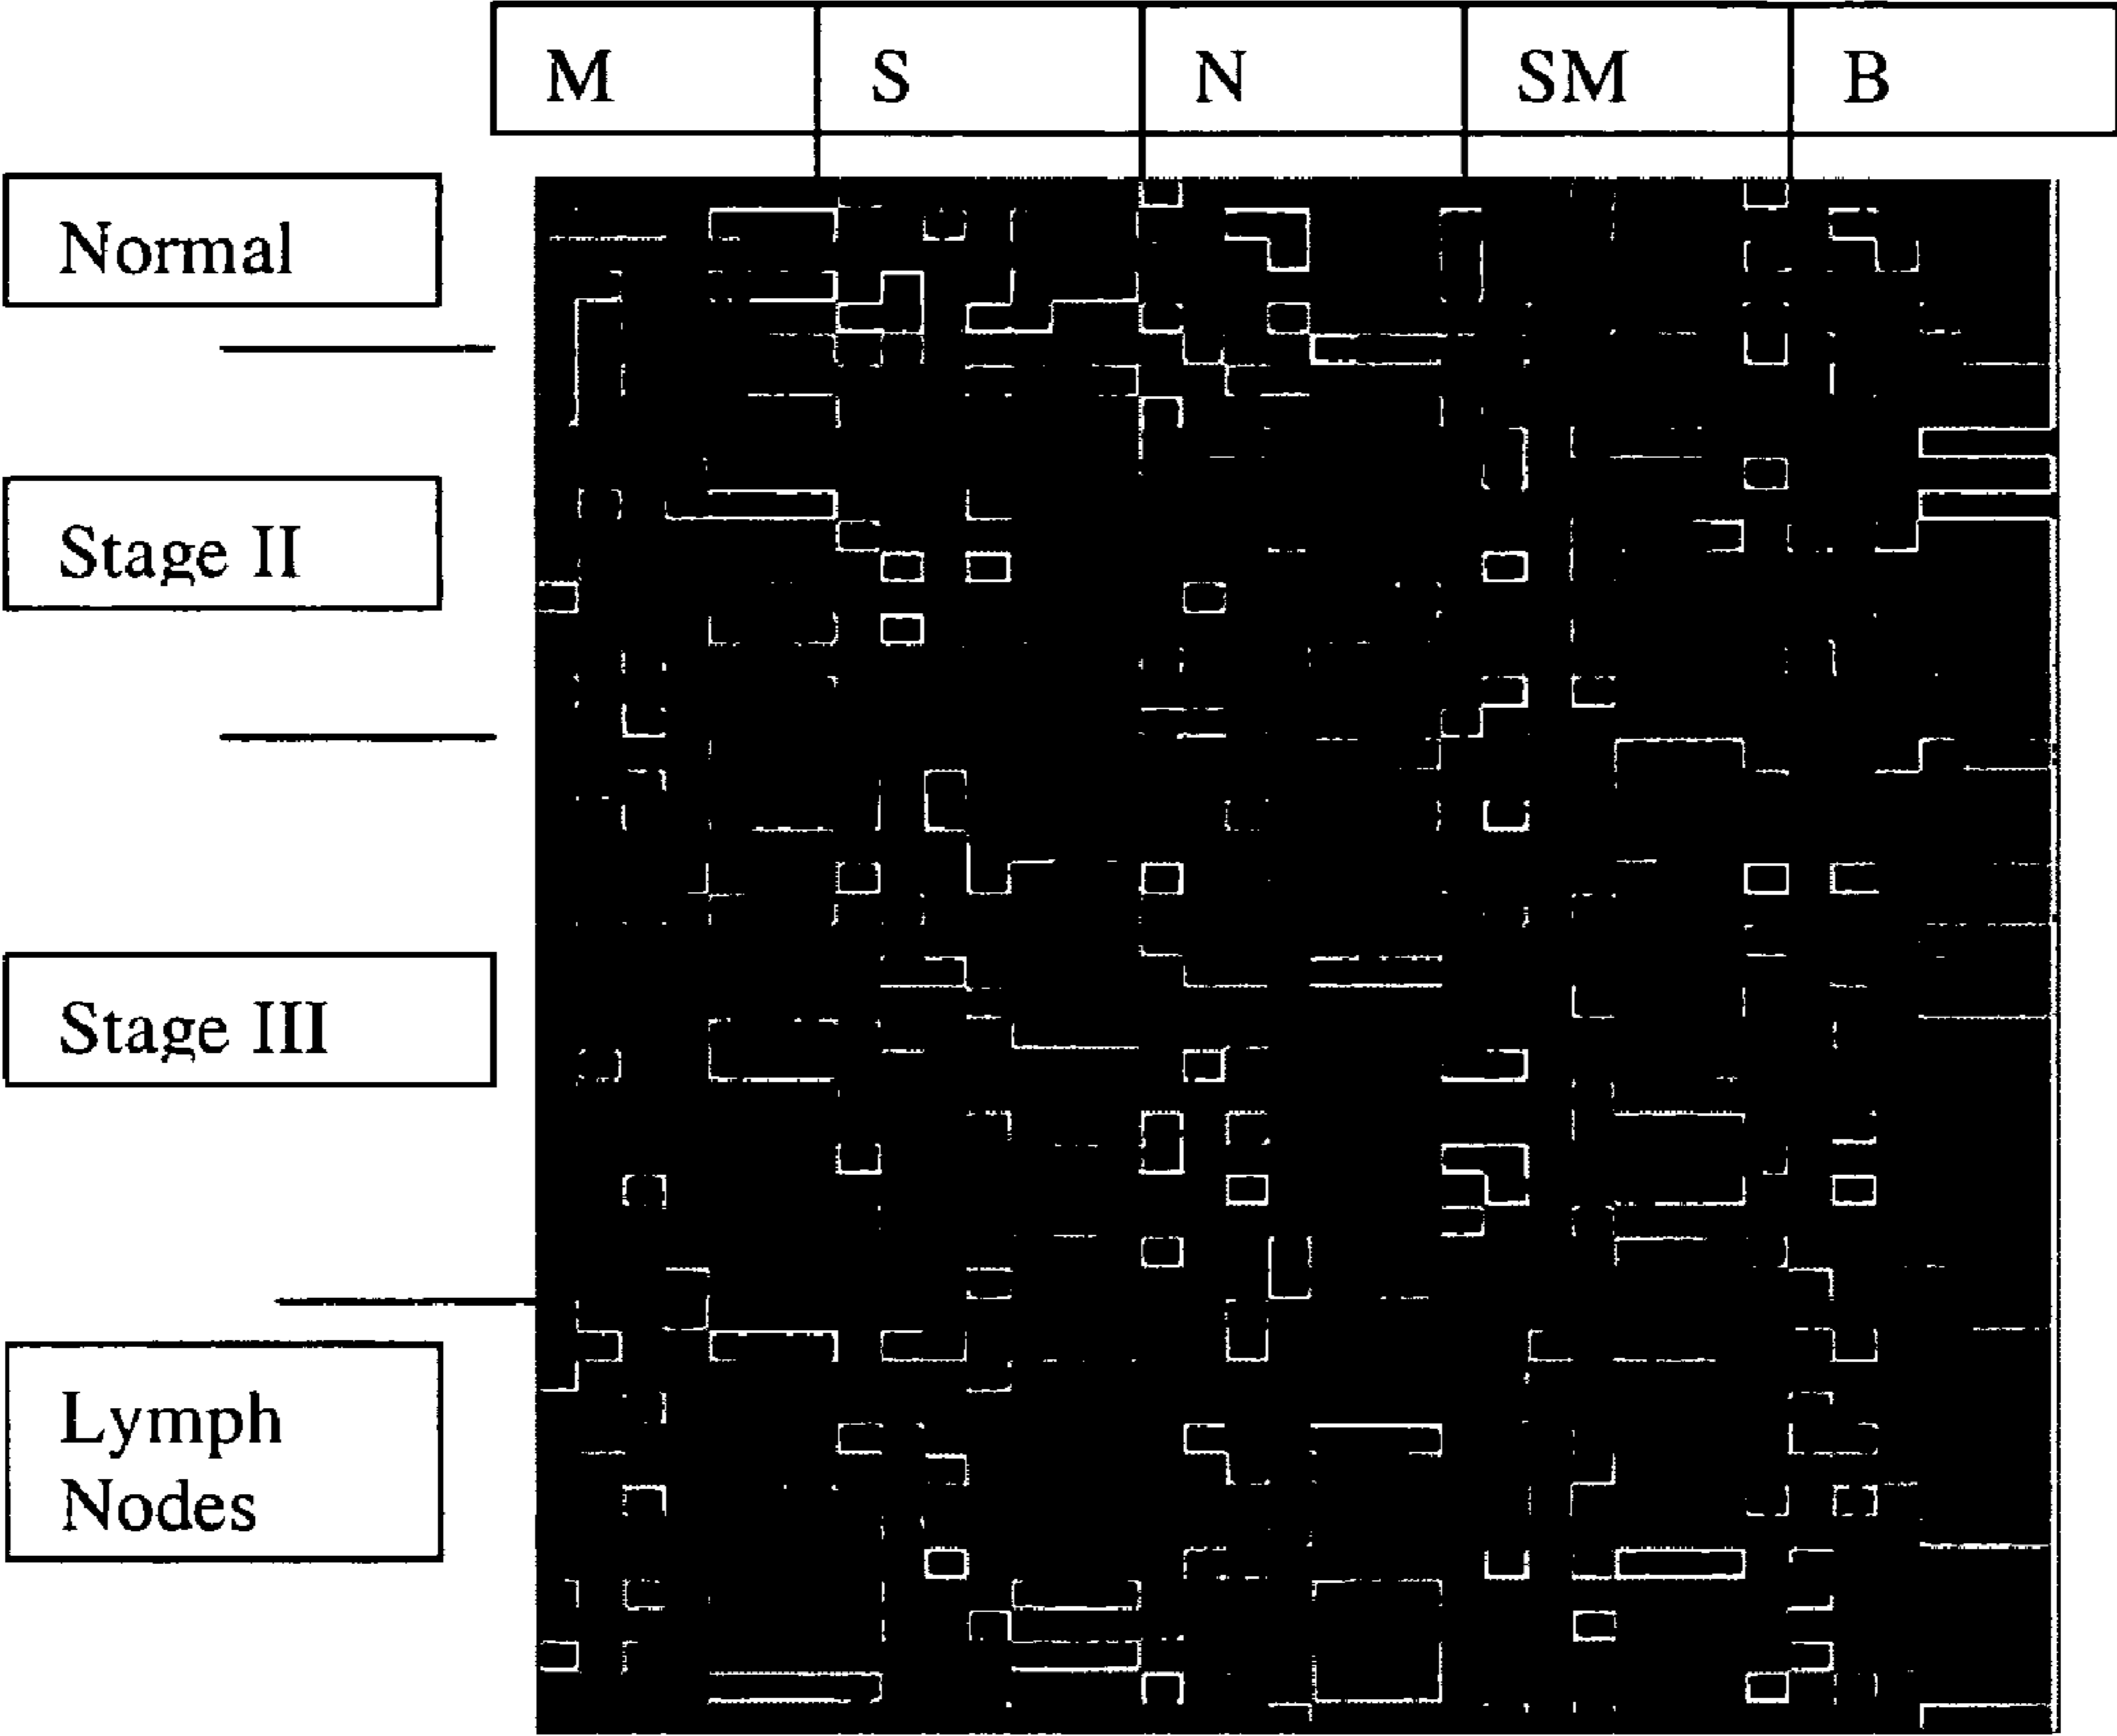 M S N SM B
Normal
Stage II
Stage III
Lymph
Nodes